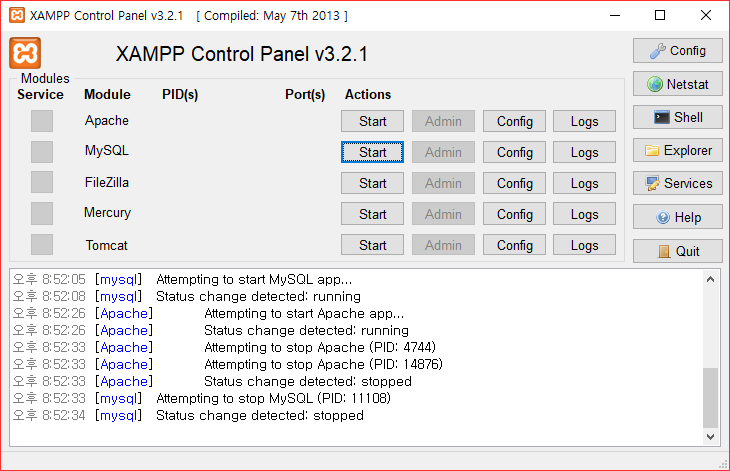 XAMPP Control Panel v3.2.1 [ Compiled: May 7th 2013 ]
XAMPP Control Panel v3.2.1
Config
Modules
Service Module PID(s) Port(s) Actions
Netstat
Apache Start Admin Config Logs
Shell
MySQL Start Admin Config Logs
Explorer
FileZilla Start Admin Config Logs
Services
Mercury Start Admin Config Logs
Help
Tomcat Start Admin Config Logs
Quit
오후 8:52:05 [mysql] Attempting to start MySQL app...
오후 8:52:08 [mysql] Status change detected: running
오후 8:52:26 [Apache] Attempting to start Apache app...
오후 8:52:26 [Apache] Status change detected: running
오후 8:52:33 [Apache] Attempting to stop Apache (PID: 4744)
오후 8:52:33 [Apache] Attempting to stop Apache (PID: 14876)
오후 8:52:33 [Apache] Status change detected: stopped
오후 8:52:33 [mysql] Attempting to stop MySQL (PID: 11108)
오후 8:52:34 [mysql] Status change detected: stopped